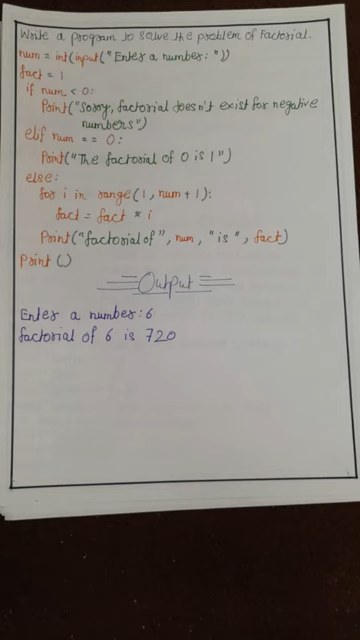 Write a program to solve the problem of Factorial.
num = int(input("Enter a number: "))
fact = 1
if num < 0:
Print("Sorry, factorial doesn't exist for negative
numbers")
elif num == 0:
Print("The factorial of 0 is 1")
else:
for i in range(1, num+1):
fact = fact * i
Print("factorial of", num, "is", fact)
Print()
Output
Enter a number:6
factorial of 6 is 720